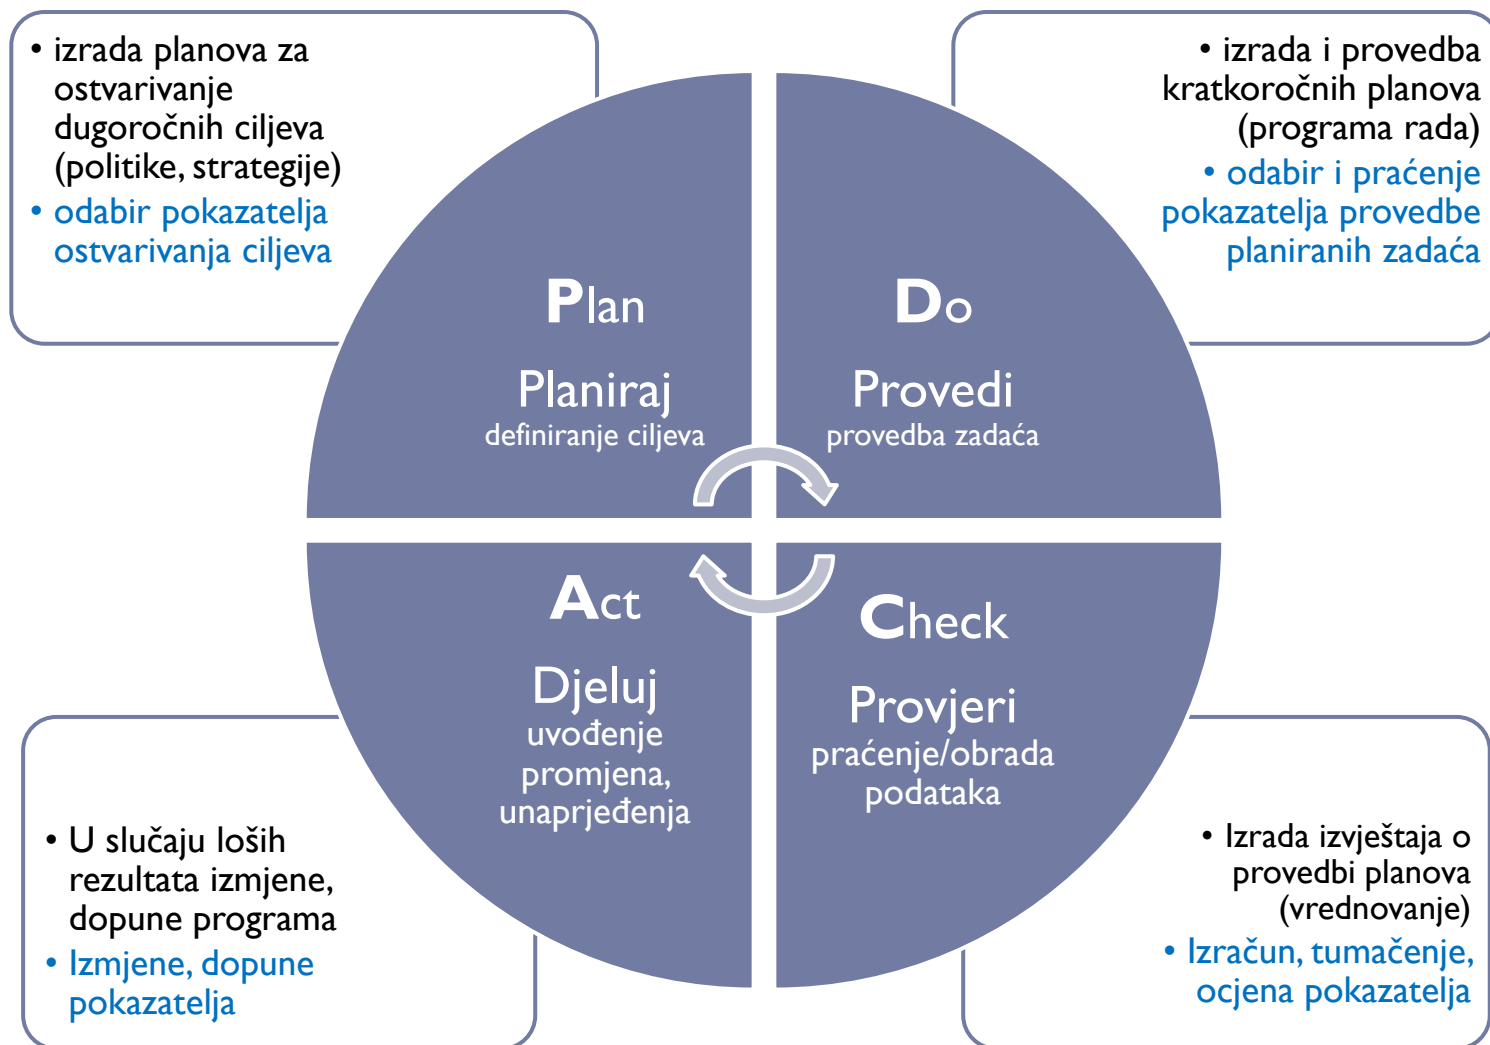 • izrada planova za
ostvarivanje
dugoročnih ciljeva
(politike, strategije)
• odabir pokazatelja
ostvarivanja ciljeva
• izrada i provedba
kratkoročnih planova
(programa rada)
• odabir i praćenje
pokazatelja provedbe
planiranih zadaća
Plan
Planiraj
definiranje ciljeva
Do
Provedi
provedba zadaća
Act
Djeluj
uvođenje
promjena,
unaprjeđenja
Check
Provjeri
praćenje/obrada
podataka
• U slučaju loših
rezultata izmjene,
dopune programa
• Izmjene, dopune
pokazatelja
• Izrada izvještaja o
provedbi planova
(vrednovanje)
• Izračun, tumačenje,
ocjena pokazatelja